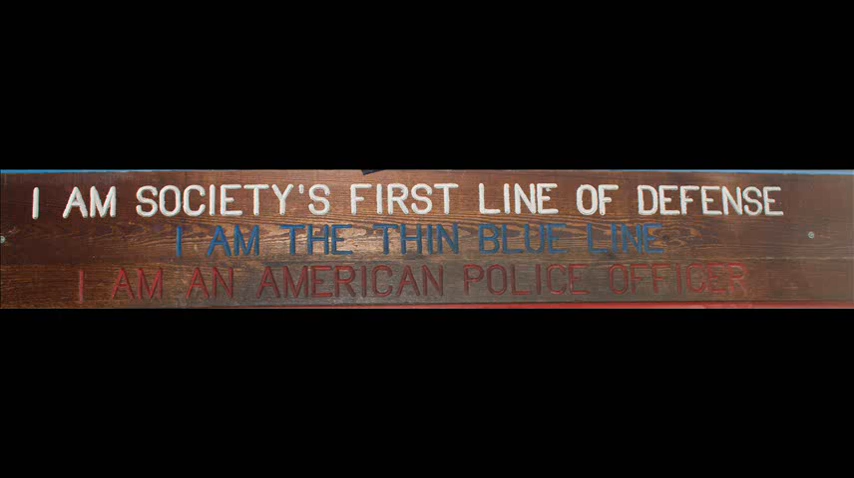 I AM SOCIETY'S FIRST LINE OF DEFENSE
I AM THE THIN BLUE LINE
I AM AN AMERICAN POLICE OFFICER